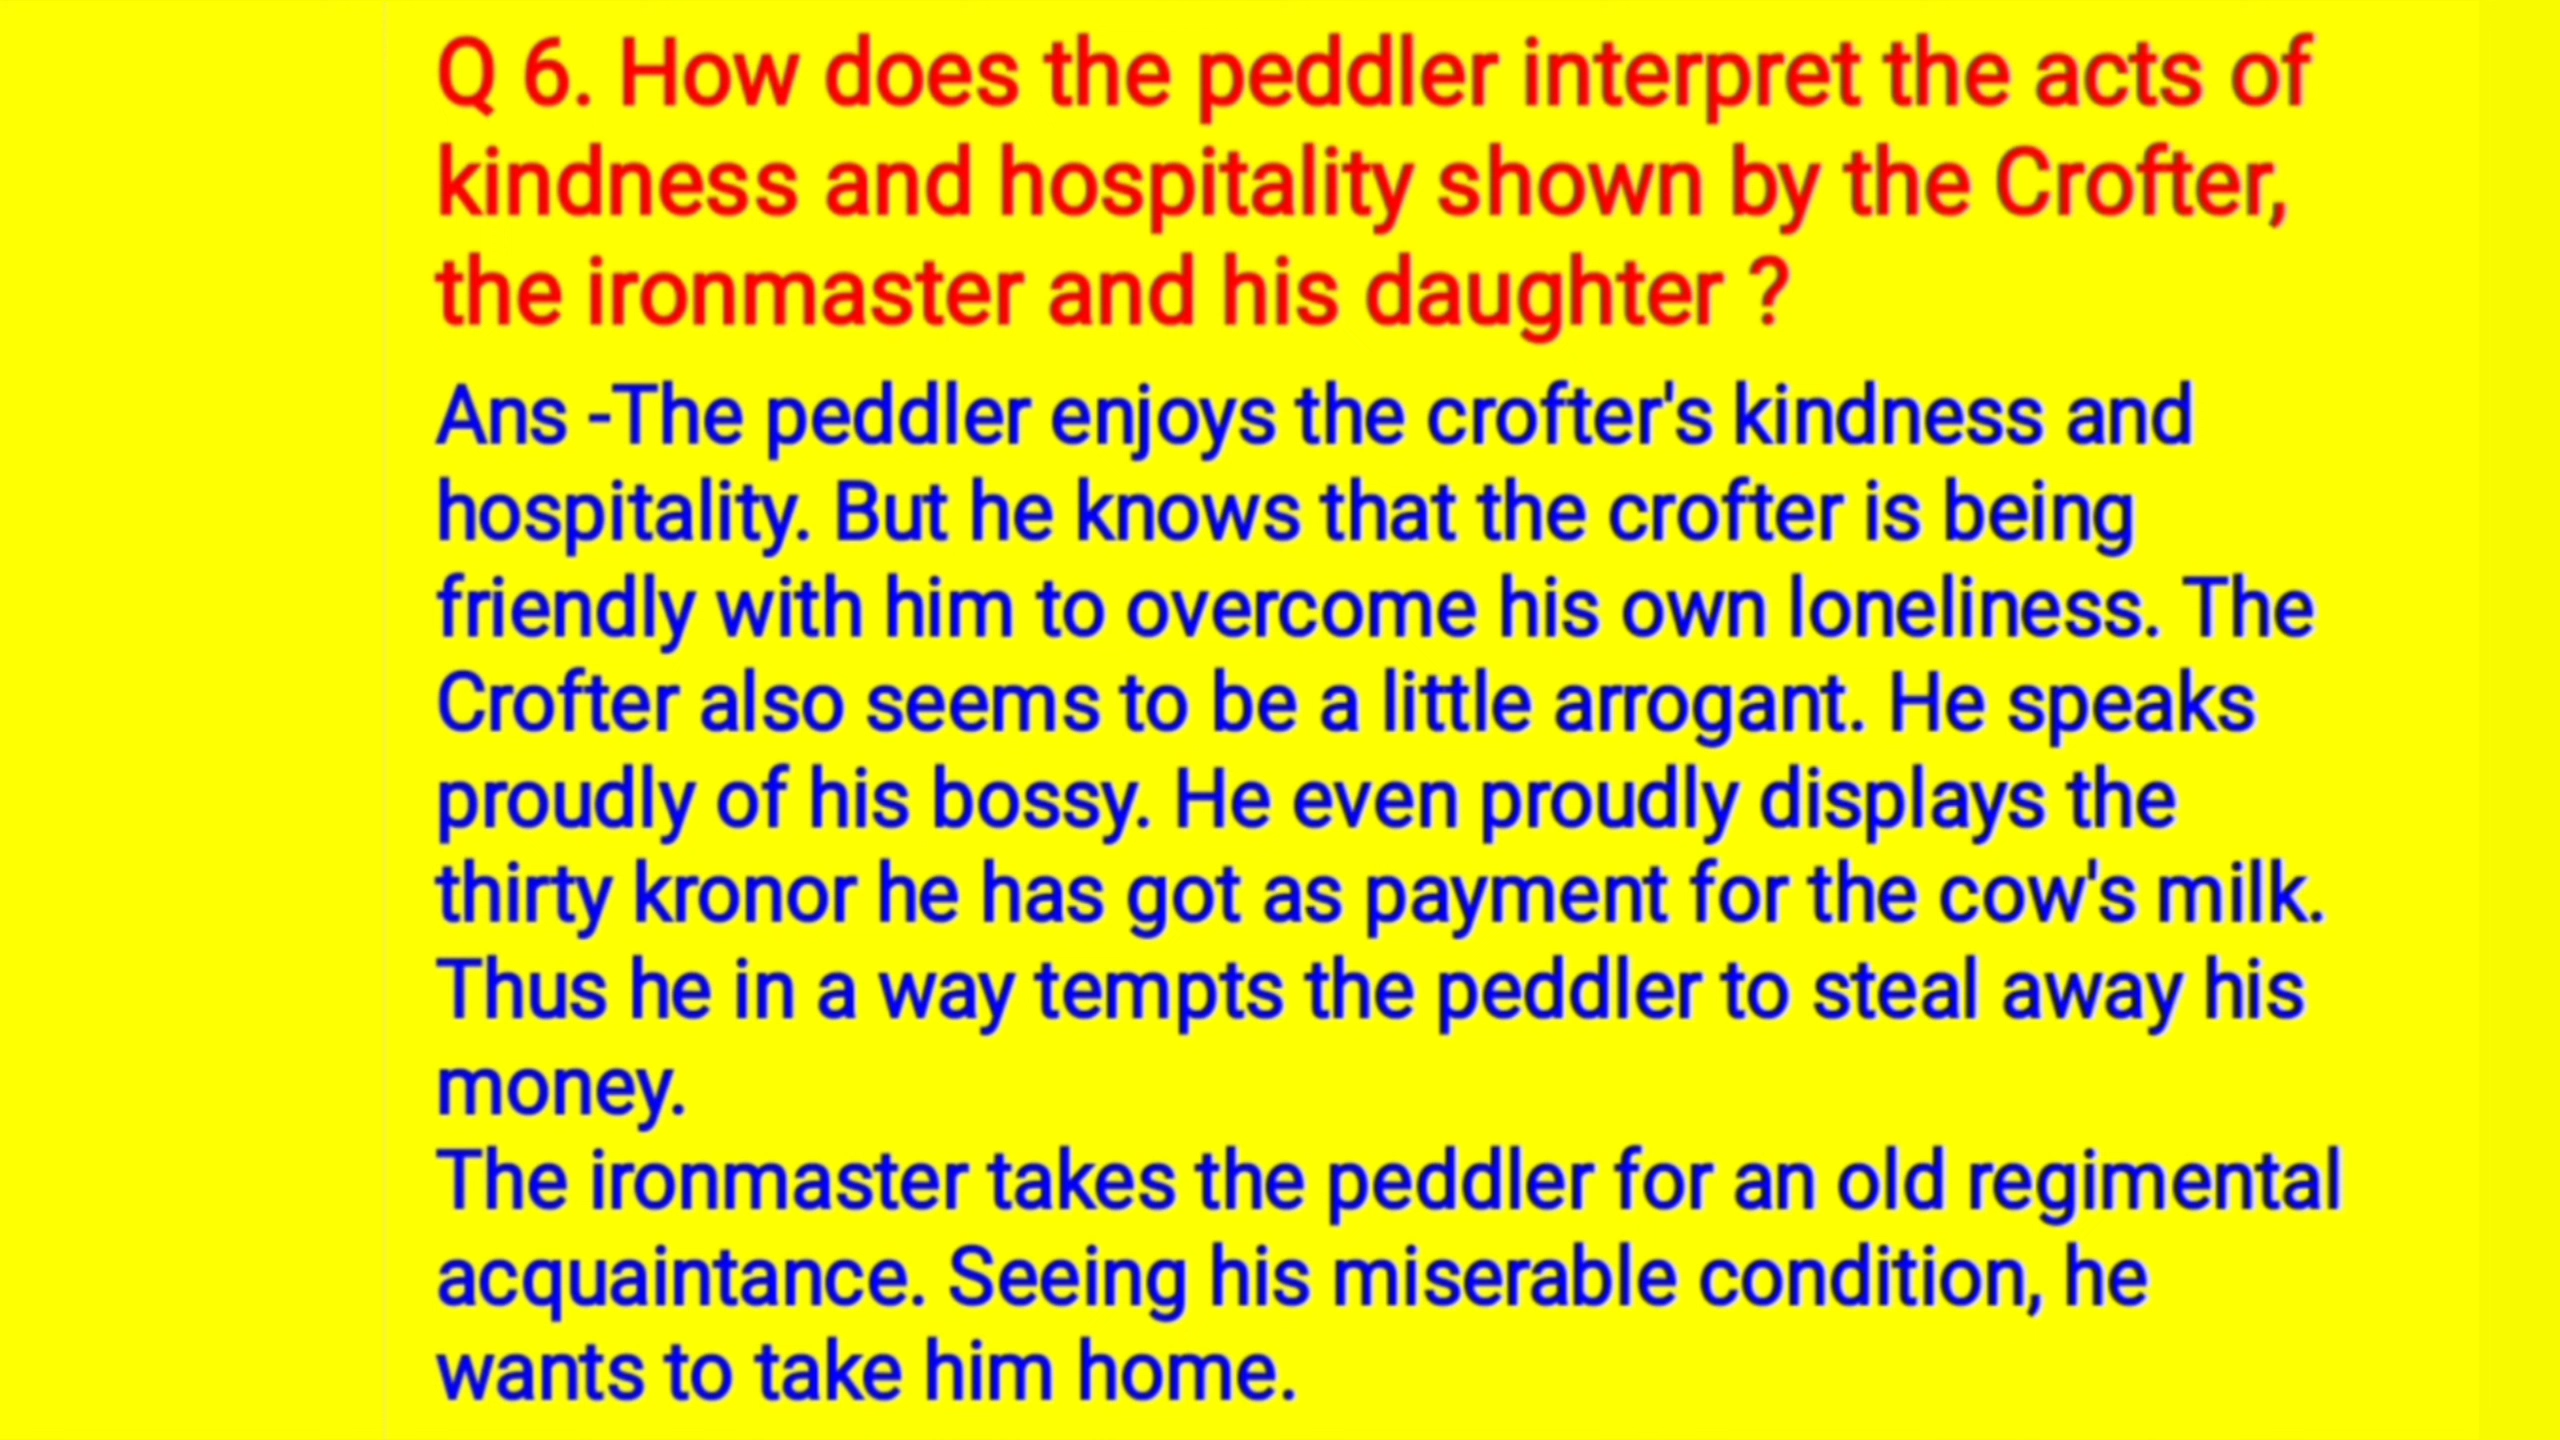 Q 6. How does the peddler interpret the acts of
kindness and hospitality shown by the Crofter,
the ironmaster and his daughter ?
Ans -The peddler enjoys the crofter's kindness and
hospitality. But he knows that the crofter is being
friendly with him to overcome his own loneliness. The
Crofter also seems to be a little arrogant. He speaks
proudly of his bossy. He even proudly displays the
thirty kronor he has got as payment for the cow's milk.
Thus he in a way tempts the peddler to steal away his
money.
The ironmaster takes the peddler for an old regimental
acquaintance. Seeing his miserable condition, he
wants to take him home.